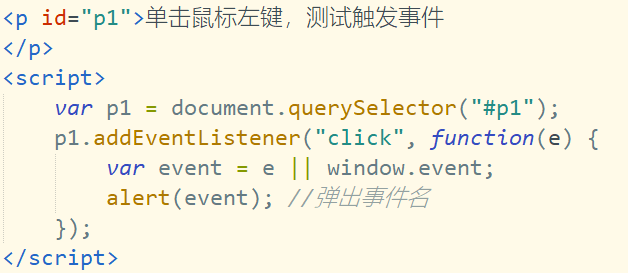 <p id="p1">单击鼠标左键，测试触发事件
</p>
<script>
    var p1 = document.querySelector("#p1");
    p1.addEventListener("click", function(e) {
        var event = e || window.event;
        alert(event); //弹出事件名
    });
</script>